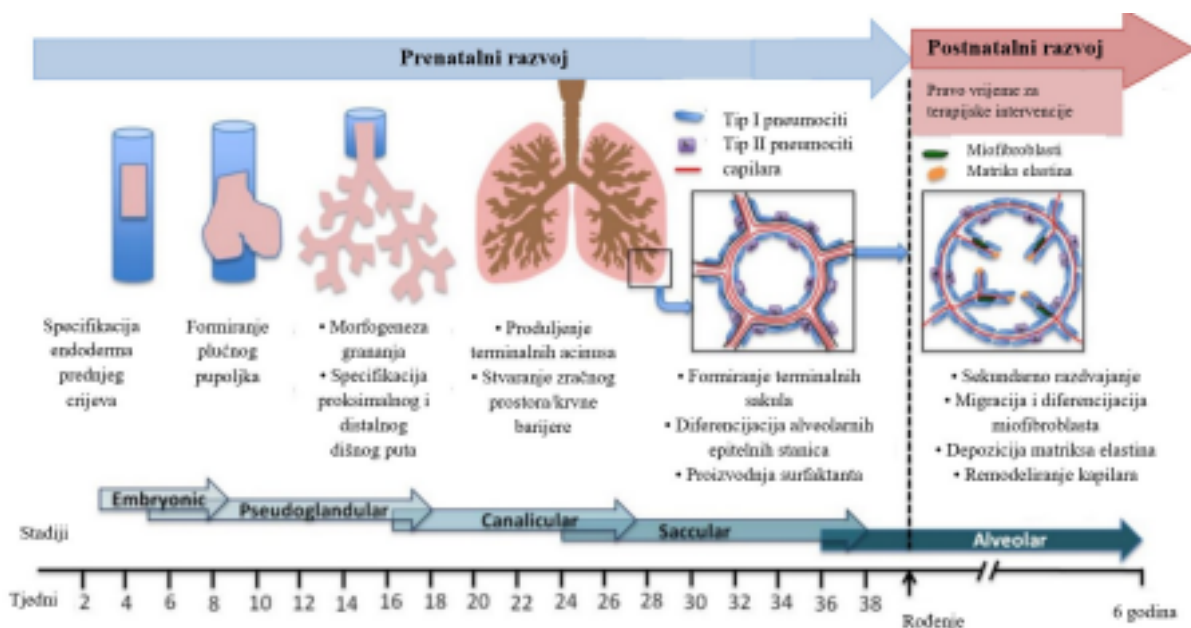 Prenatalni razvoj
Postnatalni razvoj
Pravo vrijeme za
terapijske intervencije
Tip I pneumociti
Tip II pneumociti
capilara
Miofibroblasti
Matriks elastina
Specifikacija
endoderma
prednjeg
crijeva
Formiranje
plućnog
pupoljka
• Morfogeneza
grananja
• Specifikacija
proksimalnog i
distalnog
dišnog puta
• Produljenje
terminalnih acinusa
• Stvaranje zračnog
prostora/krvne
barijere
• Formiranje terminalnih
sakula
• Diferencijacija alveolarnih
epitelnih stanica
• Proizvodnja surfaktanta
• Sekundarno razdvajanje
• Migracija i diferencijacija
miofibroblasta
• Depozicija matriksa elastina
• Remodeliranje kapilara
Stadiji
Embryonic
Pseudoglandular
Canalicular
Saccular
Alveolar
Tjedni 2 4 6 8 10 12 14 16 18 20 22 24 26 28 30 32 34 36 38
Rođenje
6 godina